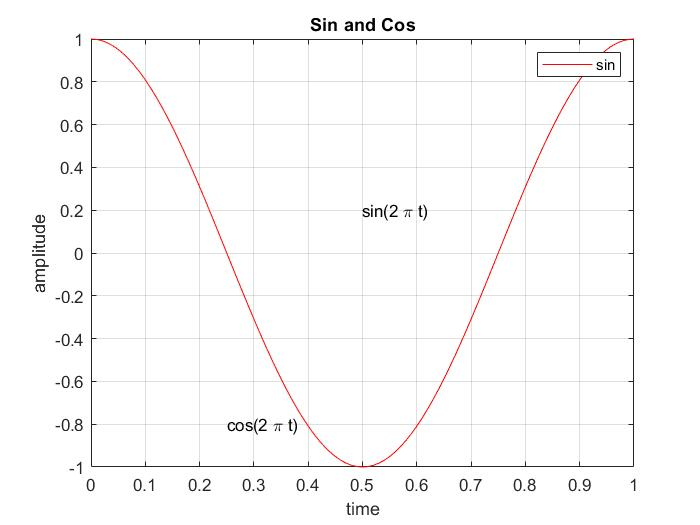 Sin and Cos
1
0.8
0.6
0.4
0.2
0
-0.2
-0.4
-0.6
-0.8
-1
amplitude
sin
sin(2 π t)
cos(2 π t)
0 0.1 0.2 0.3 0.4 0.5 0.6 0.7 0.8 0.9 1
time